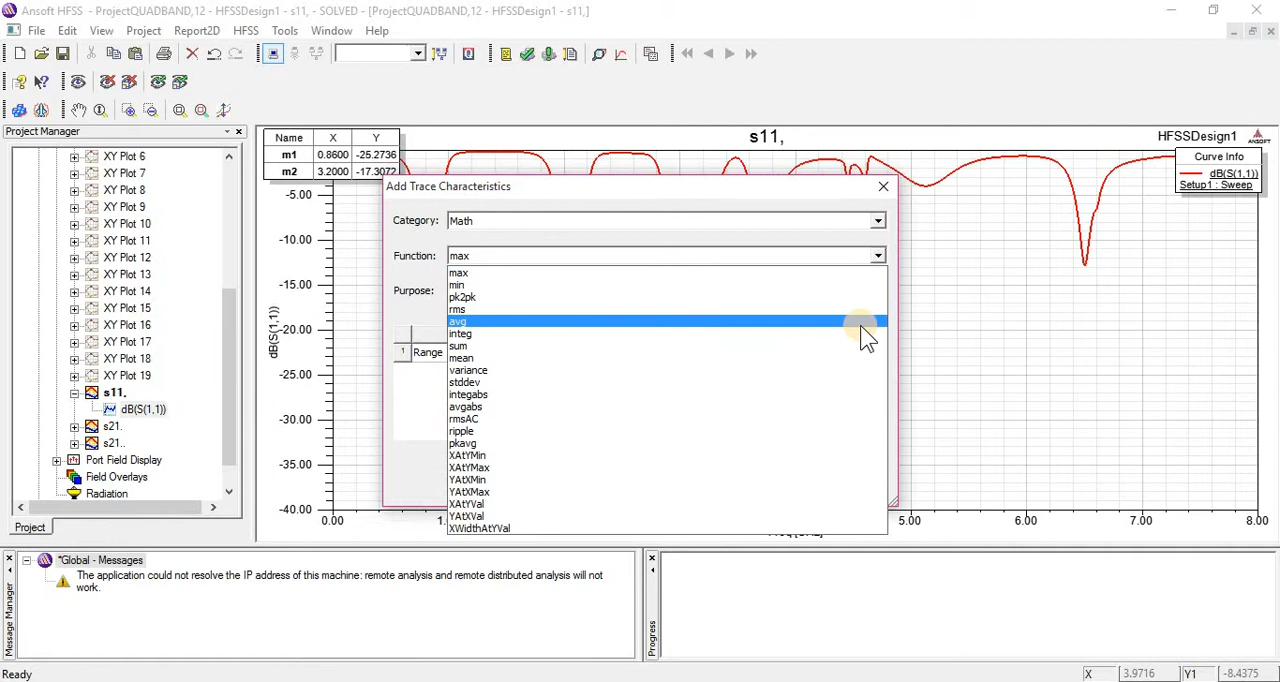 Ansoft HFSS - ProjectQUADBAND,12 - HFSSDesign1 - s11, - SOLVED - [ProjectQUADBAND,12 - HFSSDesign1 - s11,]
File Edit View Project Report2D HFSS Tools Window Help
Project Manager
XY Plot 6
XY Plot 7
XY Plot 8
XY Plot 9
XY Plot 10
XY Plot 11
XY Plot 12
XY Plot 13
XY Plot 14
XY Plot 15
XY Plot 16
XY Plot 17
XY Plot 18
XY Plot 19
s11,
dB(S(1,1))
s21.
s21..
Port Field Display
Field Overlays
Radiation
Project
Name X Y
m1 0.8600 -25.2736
m2 3.2000 -17.3072
s11,
HFSSDesign1
ANSOFT
Curve Info
dB(S(1,1))
Setup1 : Sweep
dB(S(1,1))
-5.00
-10.00
-15.00
-20.00
-25.00
-30.00
-35.00
-40.00
0.00 5.00 6.00 7.00 8.00
Add Trace Characteristics
Category: Math
Function: max
Purpose:
1 Range
max
min
pk2pk
rms
avg
integ
sum
mean
variance
stddev
integabs
avgabs
rmsAC
ripple
pkavg
XAtYMin
XAtYMax
YAtXMin
YAtXMax
XAtYVal
YAtXVal
XWidthAtYVal
Message Manager
*Global - Messages
The application could not resolve the IP address of this machine: remote analysis and remote distributed analysis will not
work.
Progress
Ready
X 3.9716 Y1 -8.4375